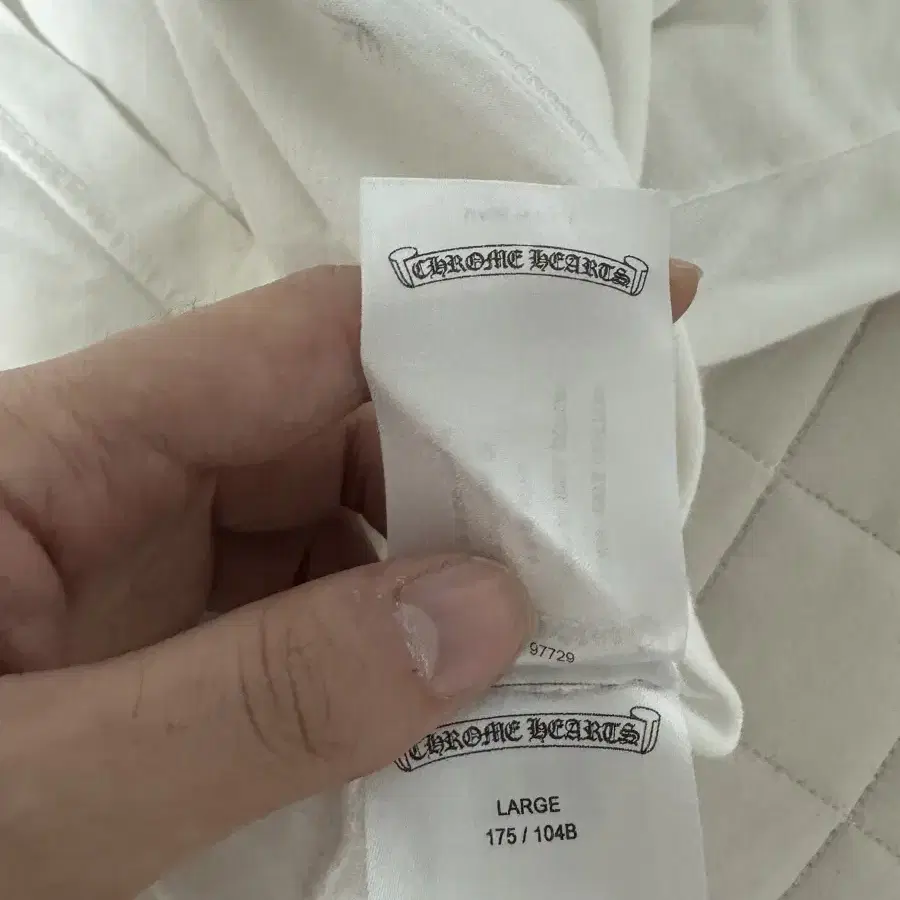 CHROME HEARTS
97729
CHROME HEARTS
LARGE
175 / 104B